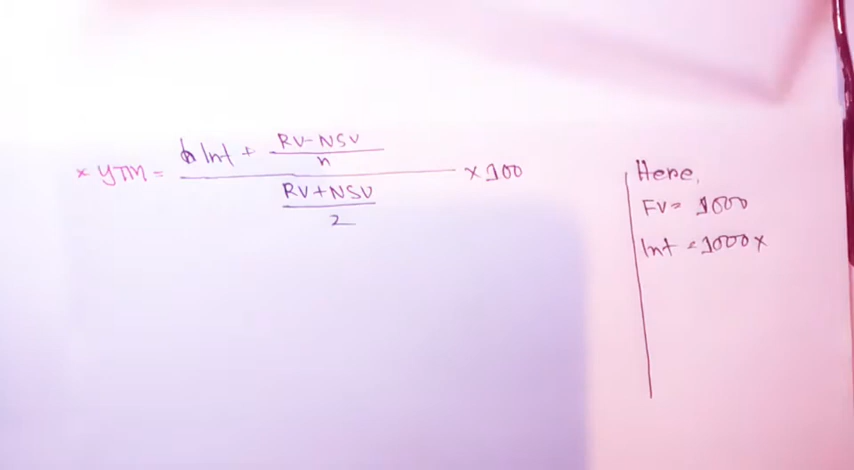 * YTM = Int + RV-NSV / n
RV+NSV / 2 × 100
Here,
FV = 1000
Int = 1000 ×